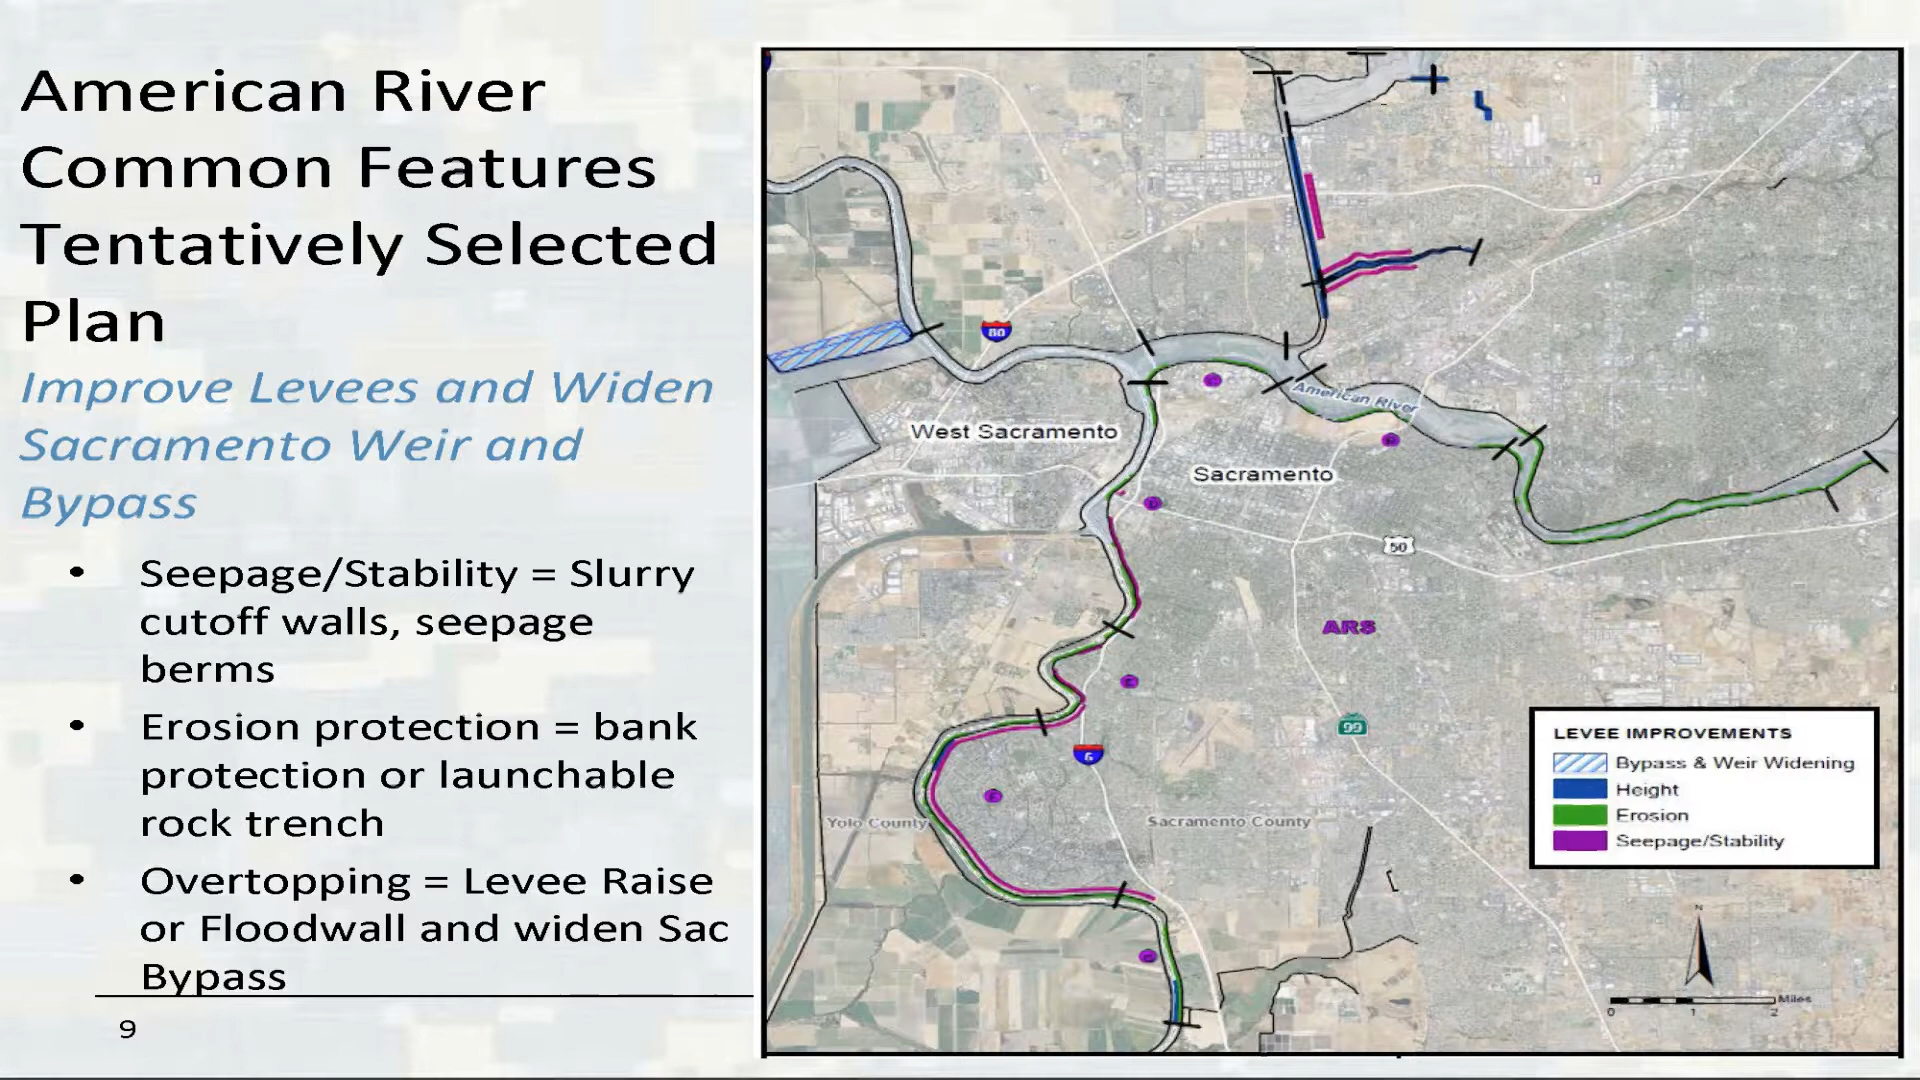 American River
Common Features
Tentatively Selected
Plan
Improve Levees and Widen
Sacramento Weir and
Bypass
• Seepage/Stability = Slurry
cutoff walls, seepage
berms
• Erosion protection = bank
protection or launchable
rock trench
• Overtopping = Levee Raise
or Floodwall and widen Sac
Bypass
9
80
American River
West Sacramento
Sacramento
50
ARS
99
5
Yolo County
Sacramento County
LEVEE IMPROVEMENTS
Bypass & Weir Widening
Height
Erosion
Seepage/Stability
N
Miles
0 1 2